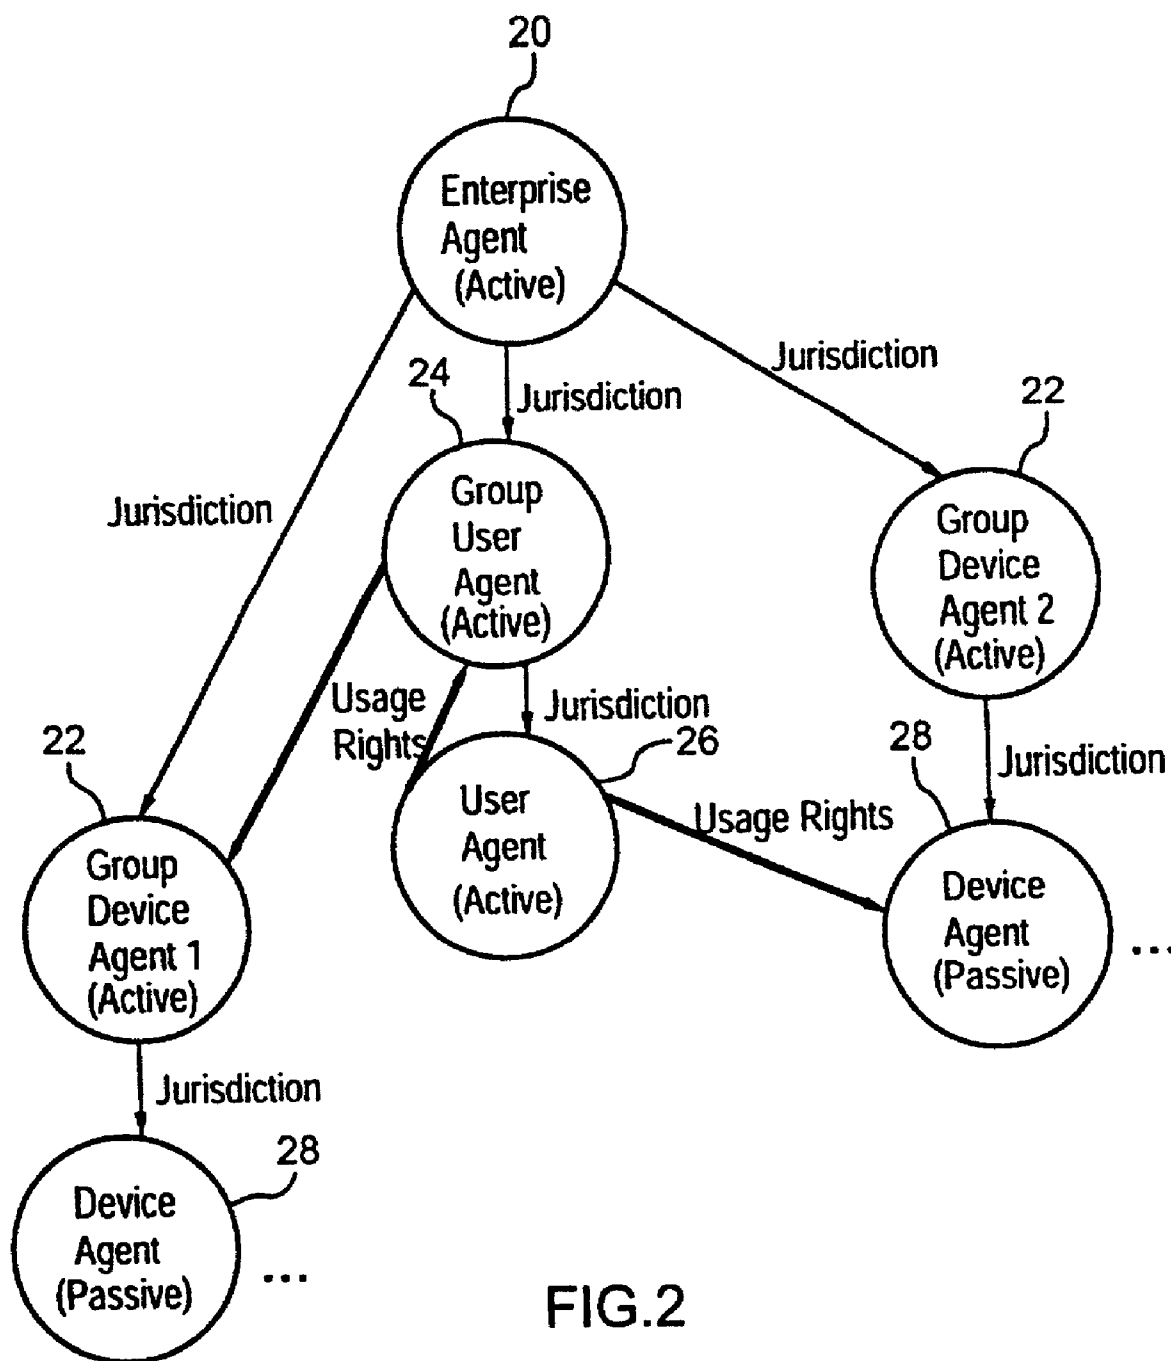 20
Enterprise
Agent
(Active)
24
Jurisdiction
Jurisdiction
22
Jurisdiction
Group
User
Agent
(Active)
Group
Device
Agent 2
(Active)
Usage
Rights
Jurisdiction
26
22
28
Jurisdiction
User
Agent
(Active)
Usage Rights
Group
Device
Agent 1
(Active)
Device
Agent
(Passive)
...
Jurisdiction
28
Device
Agent
(Passive)
...
FIG.2